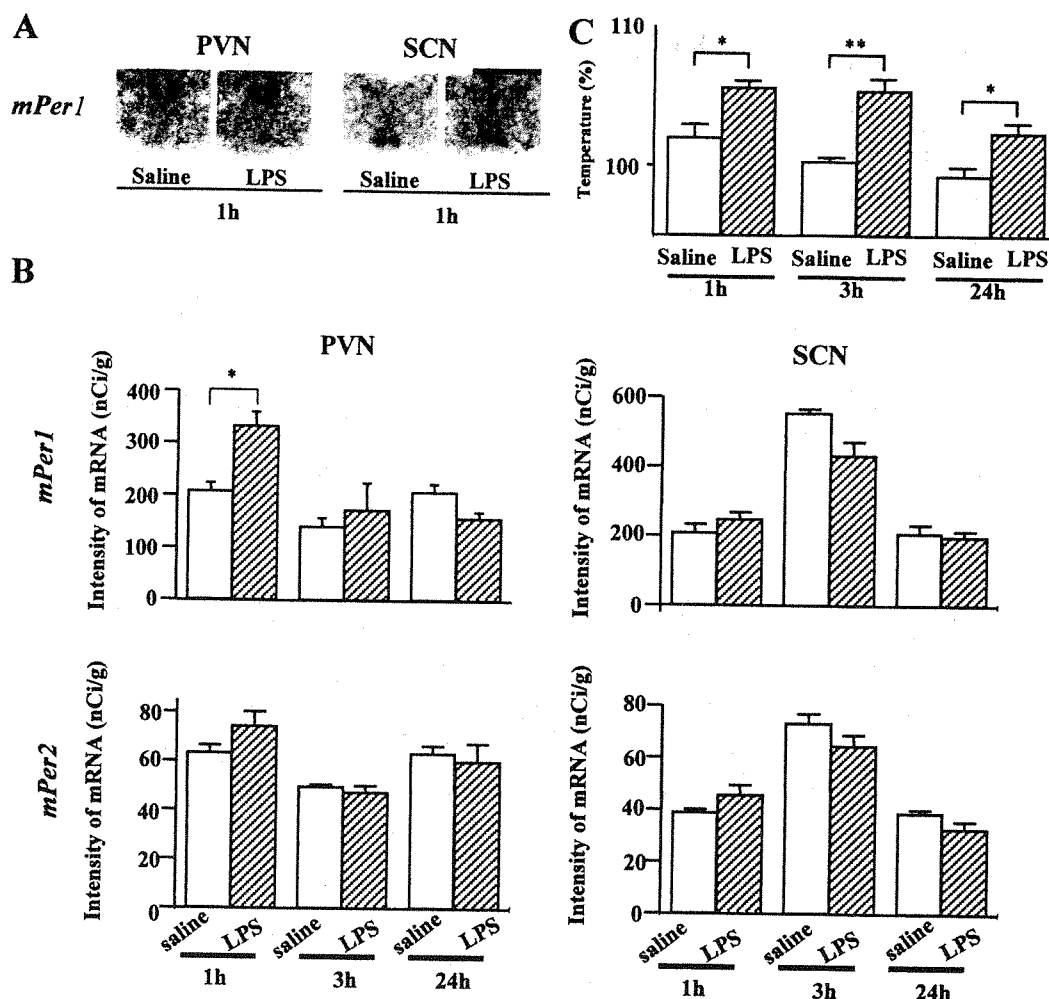 A
PVN
SCN
mPer1
Saline LPS
1h
Saline LPS
1h
C
Temperature (%)
110
100
*
**
*
Saline LPS
1h
Saline LPS
3h
Saline LPS
24h
B
PVN
mPer1
Intensity of mRNA (nCi/g)
400
300
200
100
0
*
SCN
Intensity of mRNA (nCi/g)
600
400
200
0
mPer2
Intensity of mRNA (nCi/g)
80
60
40
20
0
saline LPS
1h
saline LPS
3h
saline LPS
24h
Intensity of mRNA (nCi/g)
80
60
40
20
0
saline LPS
1h
saline LPS
3h
saline LPS
24h